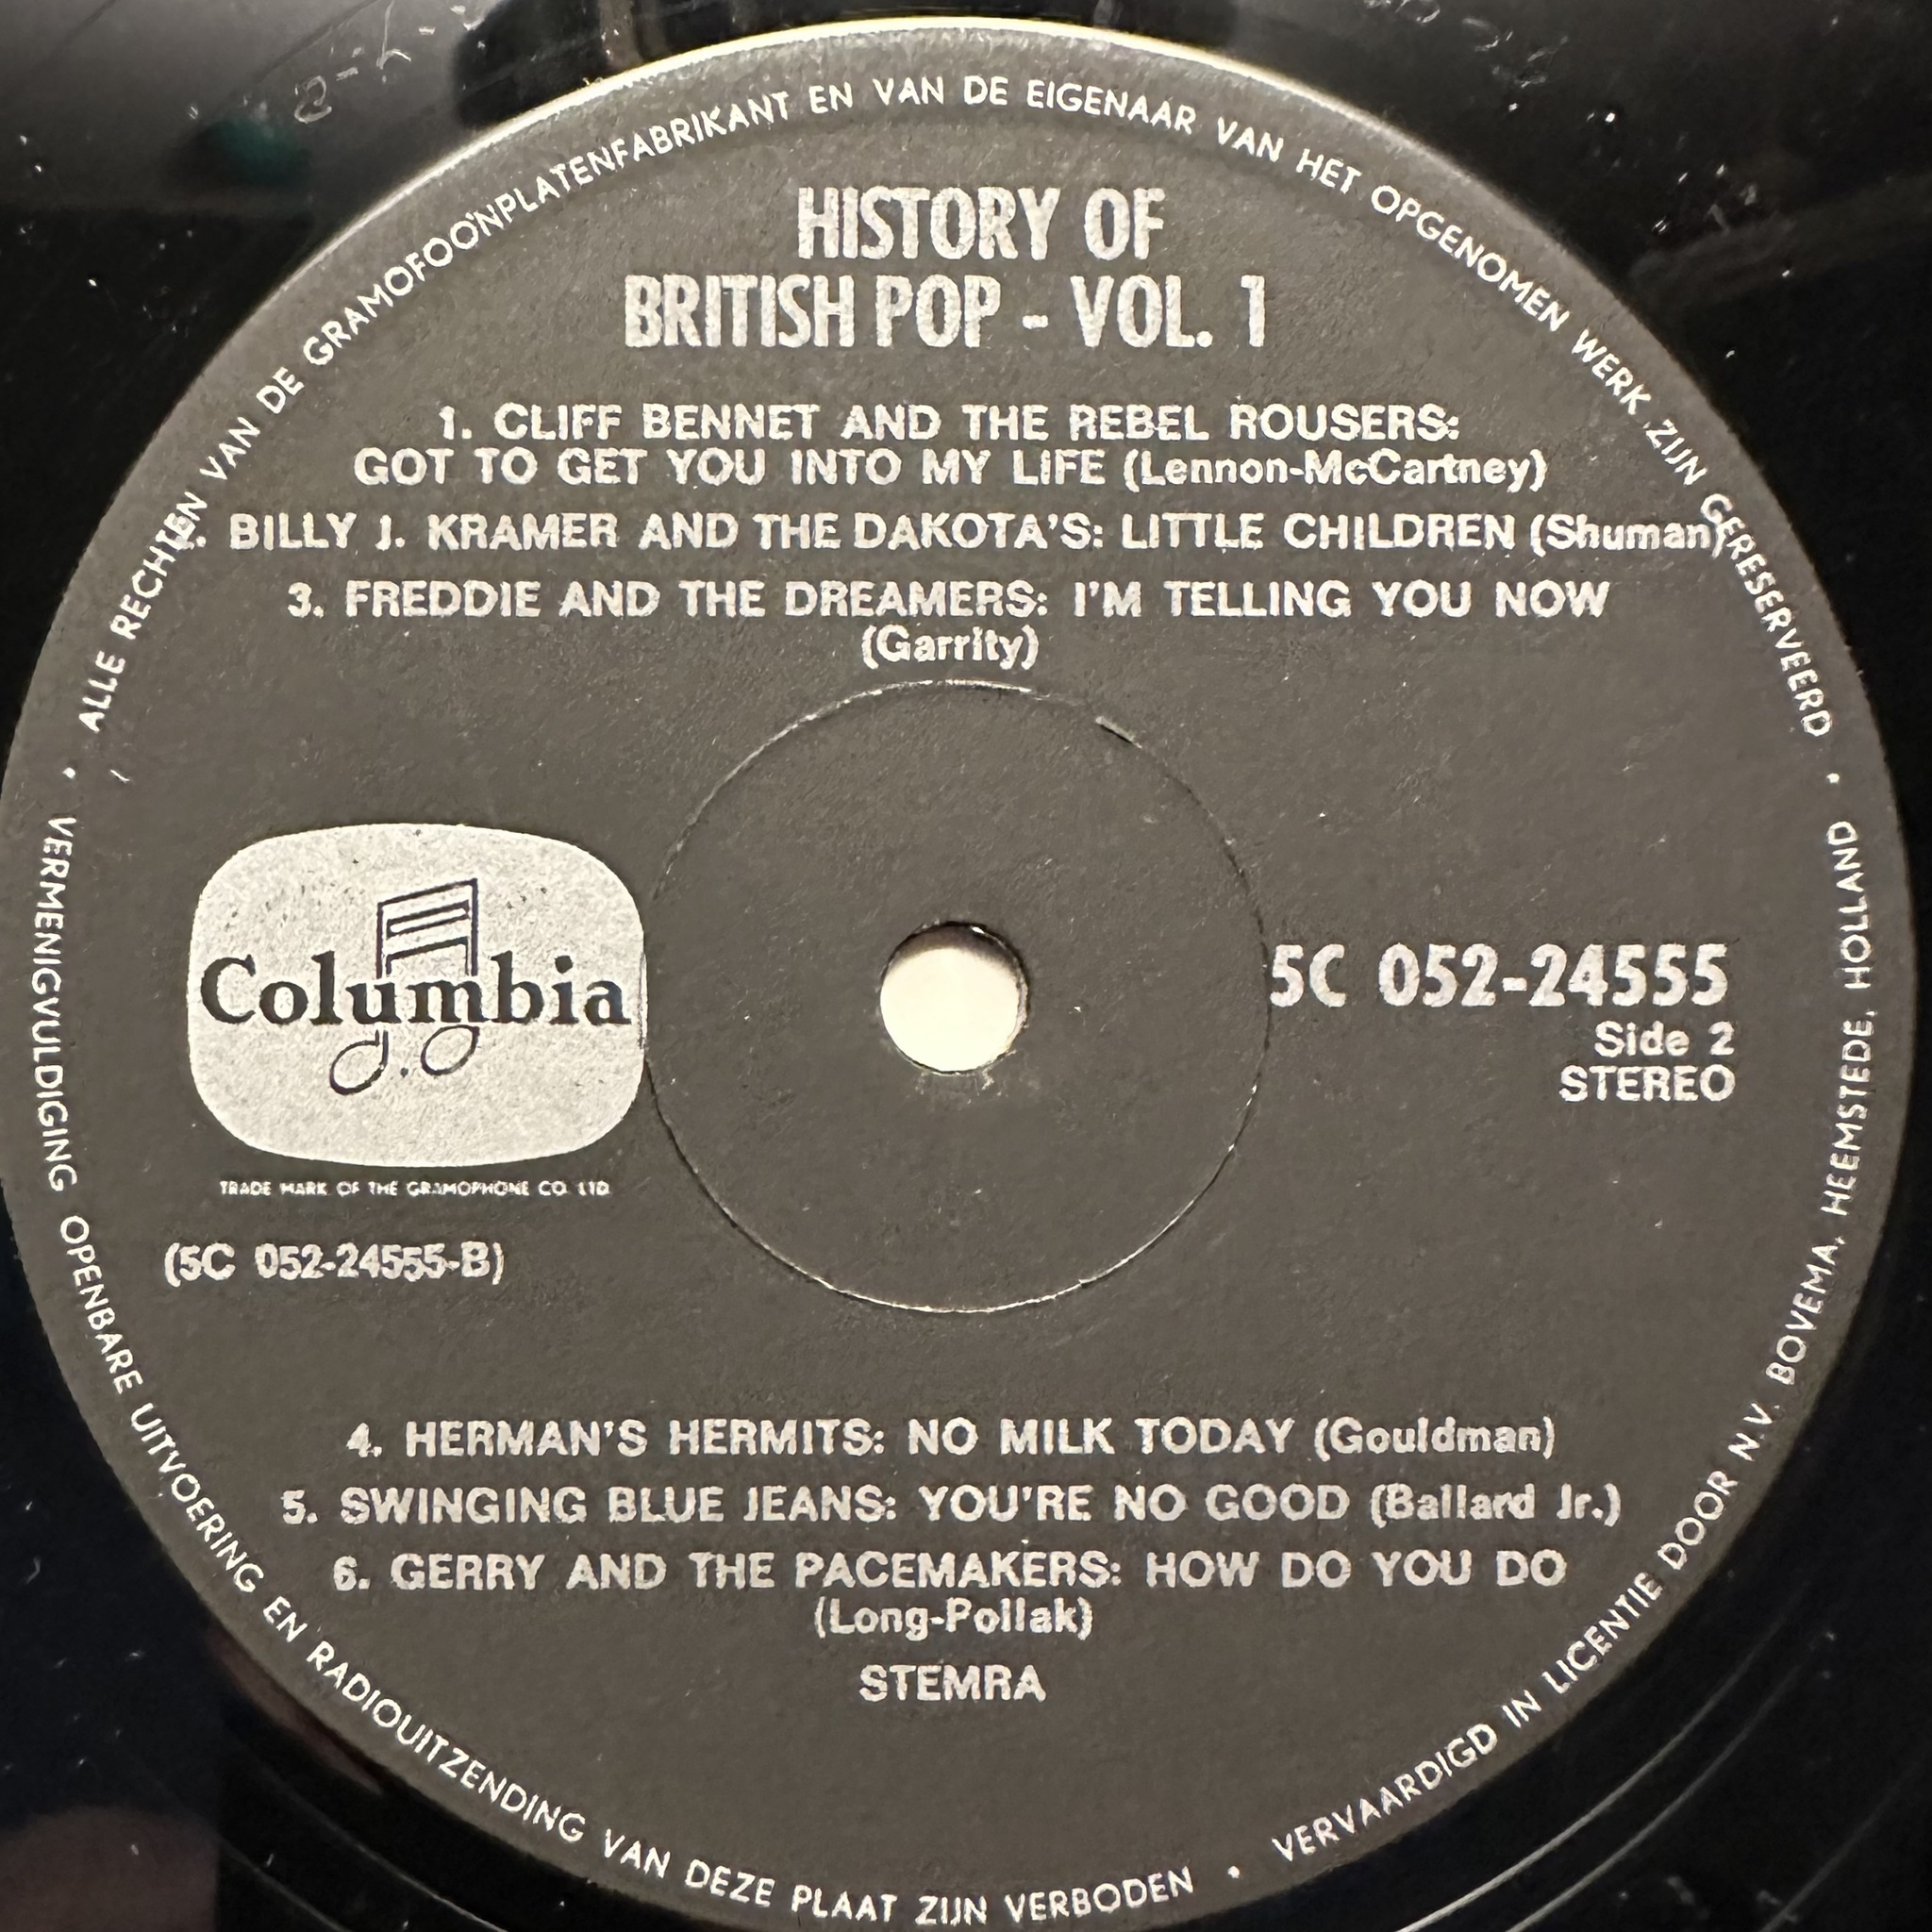 ALLE RECHTEN VAN DE GRAMOFOONPLATENFABRIKANT EN VAN DE EIGENAAR VAN HET OPGENOMEN WERK ZIJN GERESERVEERD
HISTORY OF
BRITISH POP - VOL. 1
1. CLIFF BENNET AND THE REBEL ROUSERS:
GOT TO GET YOU INTO MY LIFE (Lennon-McCartney)
2. BILLY J. KRAMER AND THE DAKOTA'S: LITTLE CHILDREN (Shuman)
3. FREDDIE AND THE DREAMERS: I'M TELLING YOU NOW
(Garrity)
Columbia
TRADE MARK OF THE GRAMOPHONE CO. LTD.
(5C 052-24555-B)
5C 052-24555
Side 2
STEREO
4. HERMAN'S HERMITS: NO MILK TODAY (Gouldman)
5. SWINGING BLUE JEANS: YOU'RE NO GOOD (Ballard Jr.)
6. GERRY AND THE PACEMAKERS: HOW DO YOU DO
(Long-Pollak)
STEMRA
VERMENIGVULDIGING OPENBARE UITVOERING EN RADIOUITZENDING VAN DEZE PLAAT ZIJN VERBODEN • VERVAARDIGD IN LICENTIE DOOR N.V. BOVEMA, HEEMSTEDE, HOLLAND •